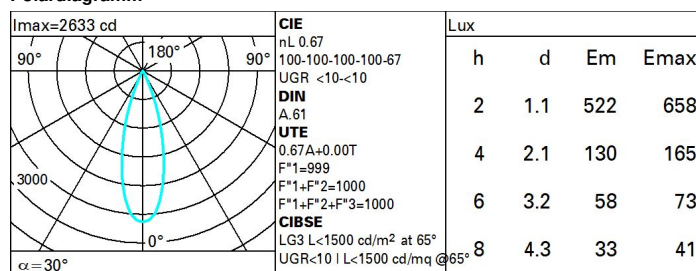 Imax=2633 cd
90°
180°
90°
3000
0°
α=30°
CIE
nL 0.67
100-100-100-100-67
UGR <10-<10
DIN
A.61
UTE
0.67A+0.00T
F"1=999
F"1+F"2=1000
F"1+F"2+F"3=1000
CIBSE
LG3 L<1500 cd/m² at 65°
UGR<10 | L<1500 cd/mq @65°
Lux
h d Em Emax
2 1.1 522 658
4 2.1 130 165
6 3.2 58 73
8 4.3 33 41